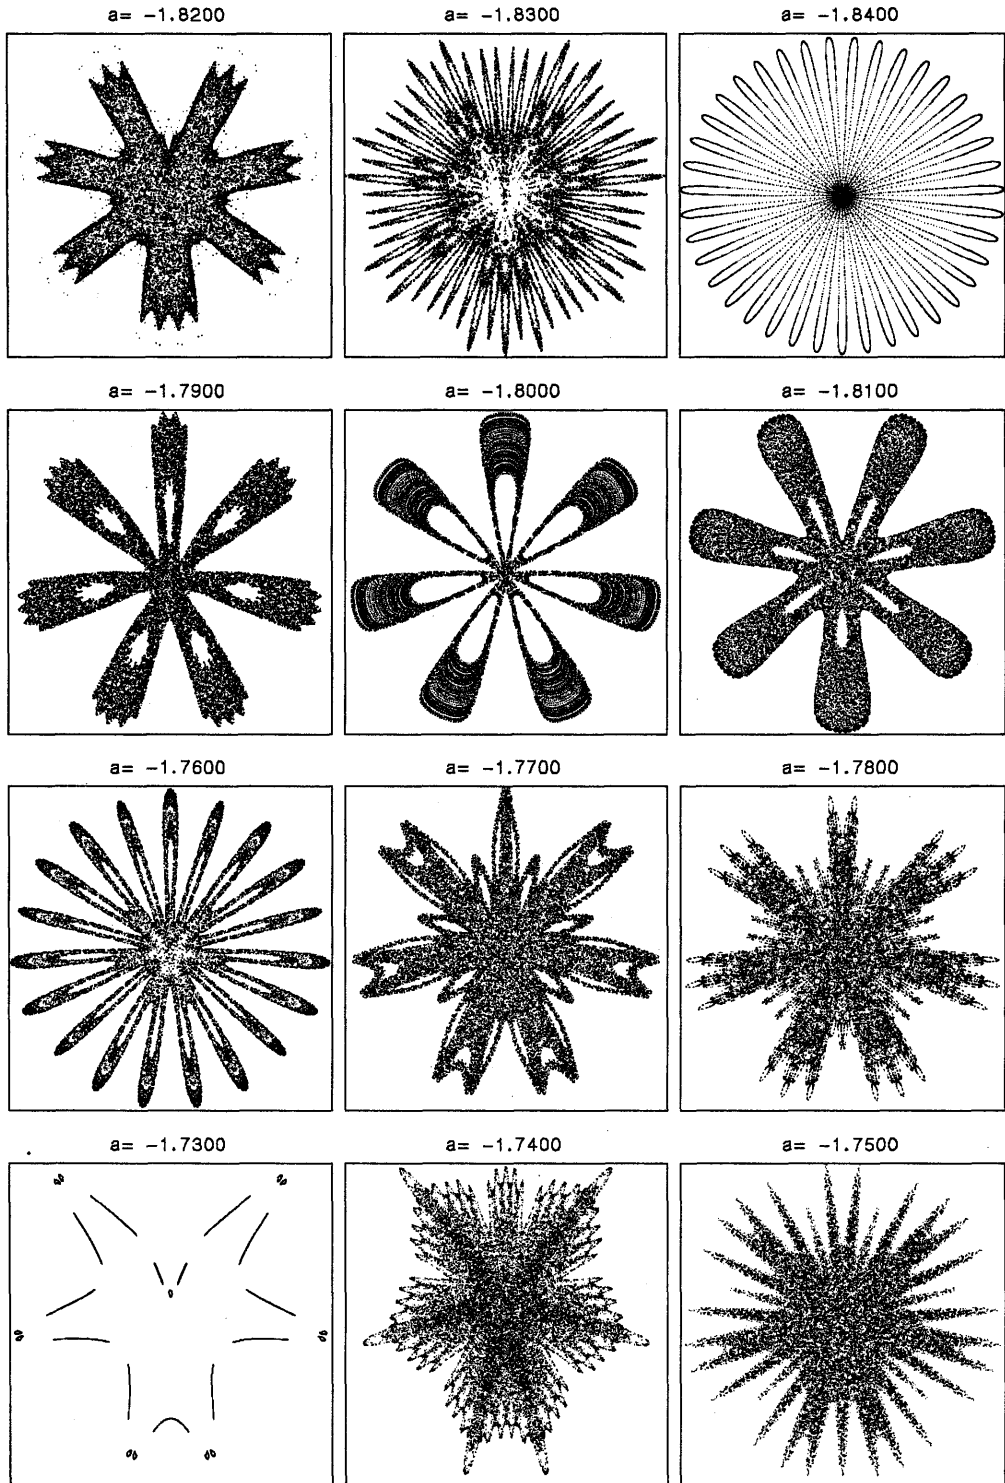 a= -1.8200 a= -1.8300 a= -1.8400
a= -1.7900 a= -1.8000 a= -1.8100
a= -1.7600 a= -1.7700 a= -1.7800
a= -1.7300 a= -1.7400 a= -1.7500